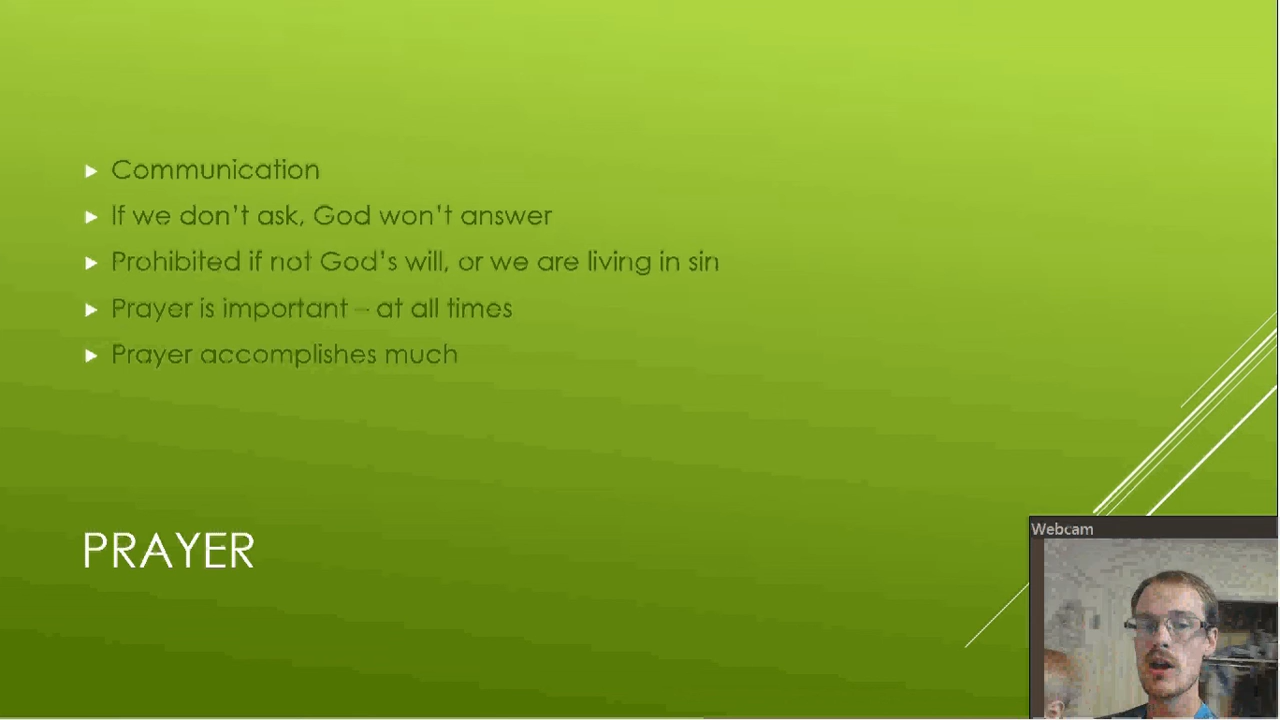 Communication
If we don't ask, God won't answer
Prohibited if not God's will, or we are living in sin
Prayer is important – at all times
Prayer accomplishes much
PRAYER
Webcam